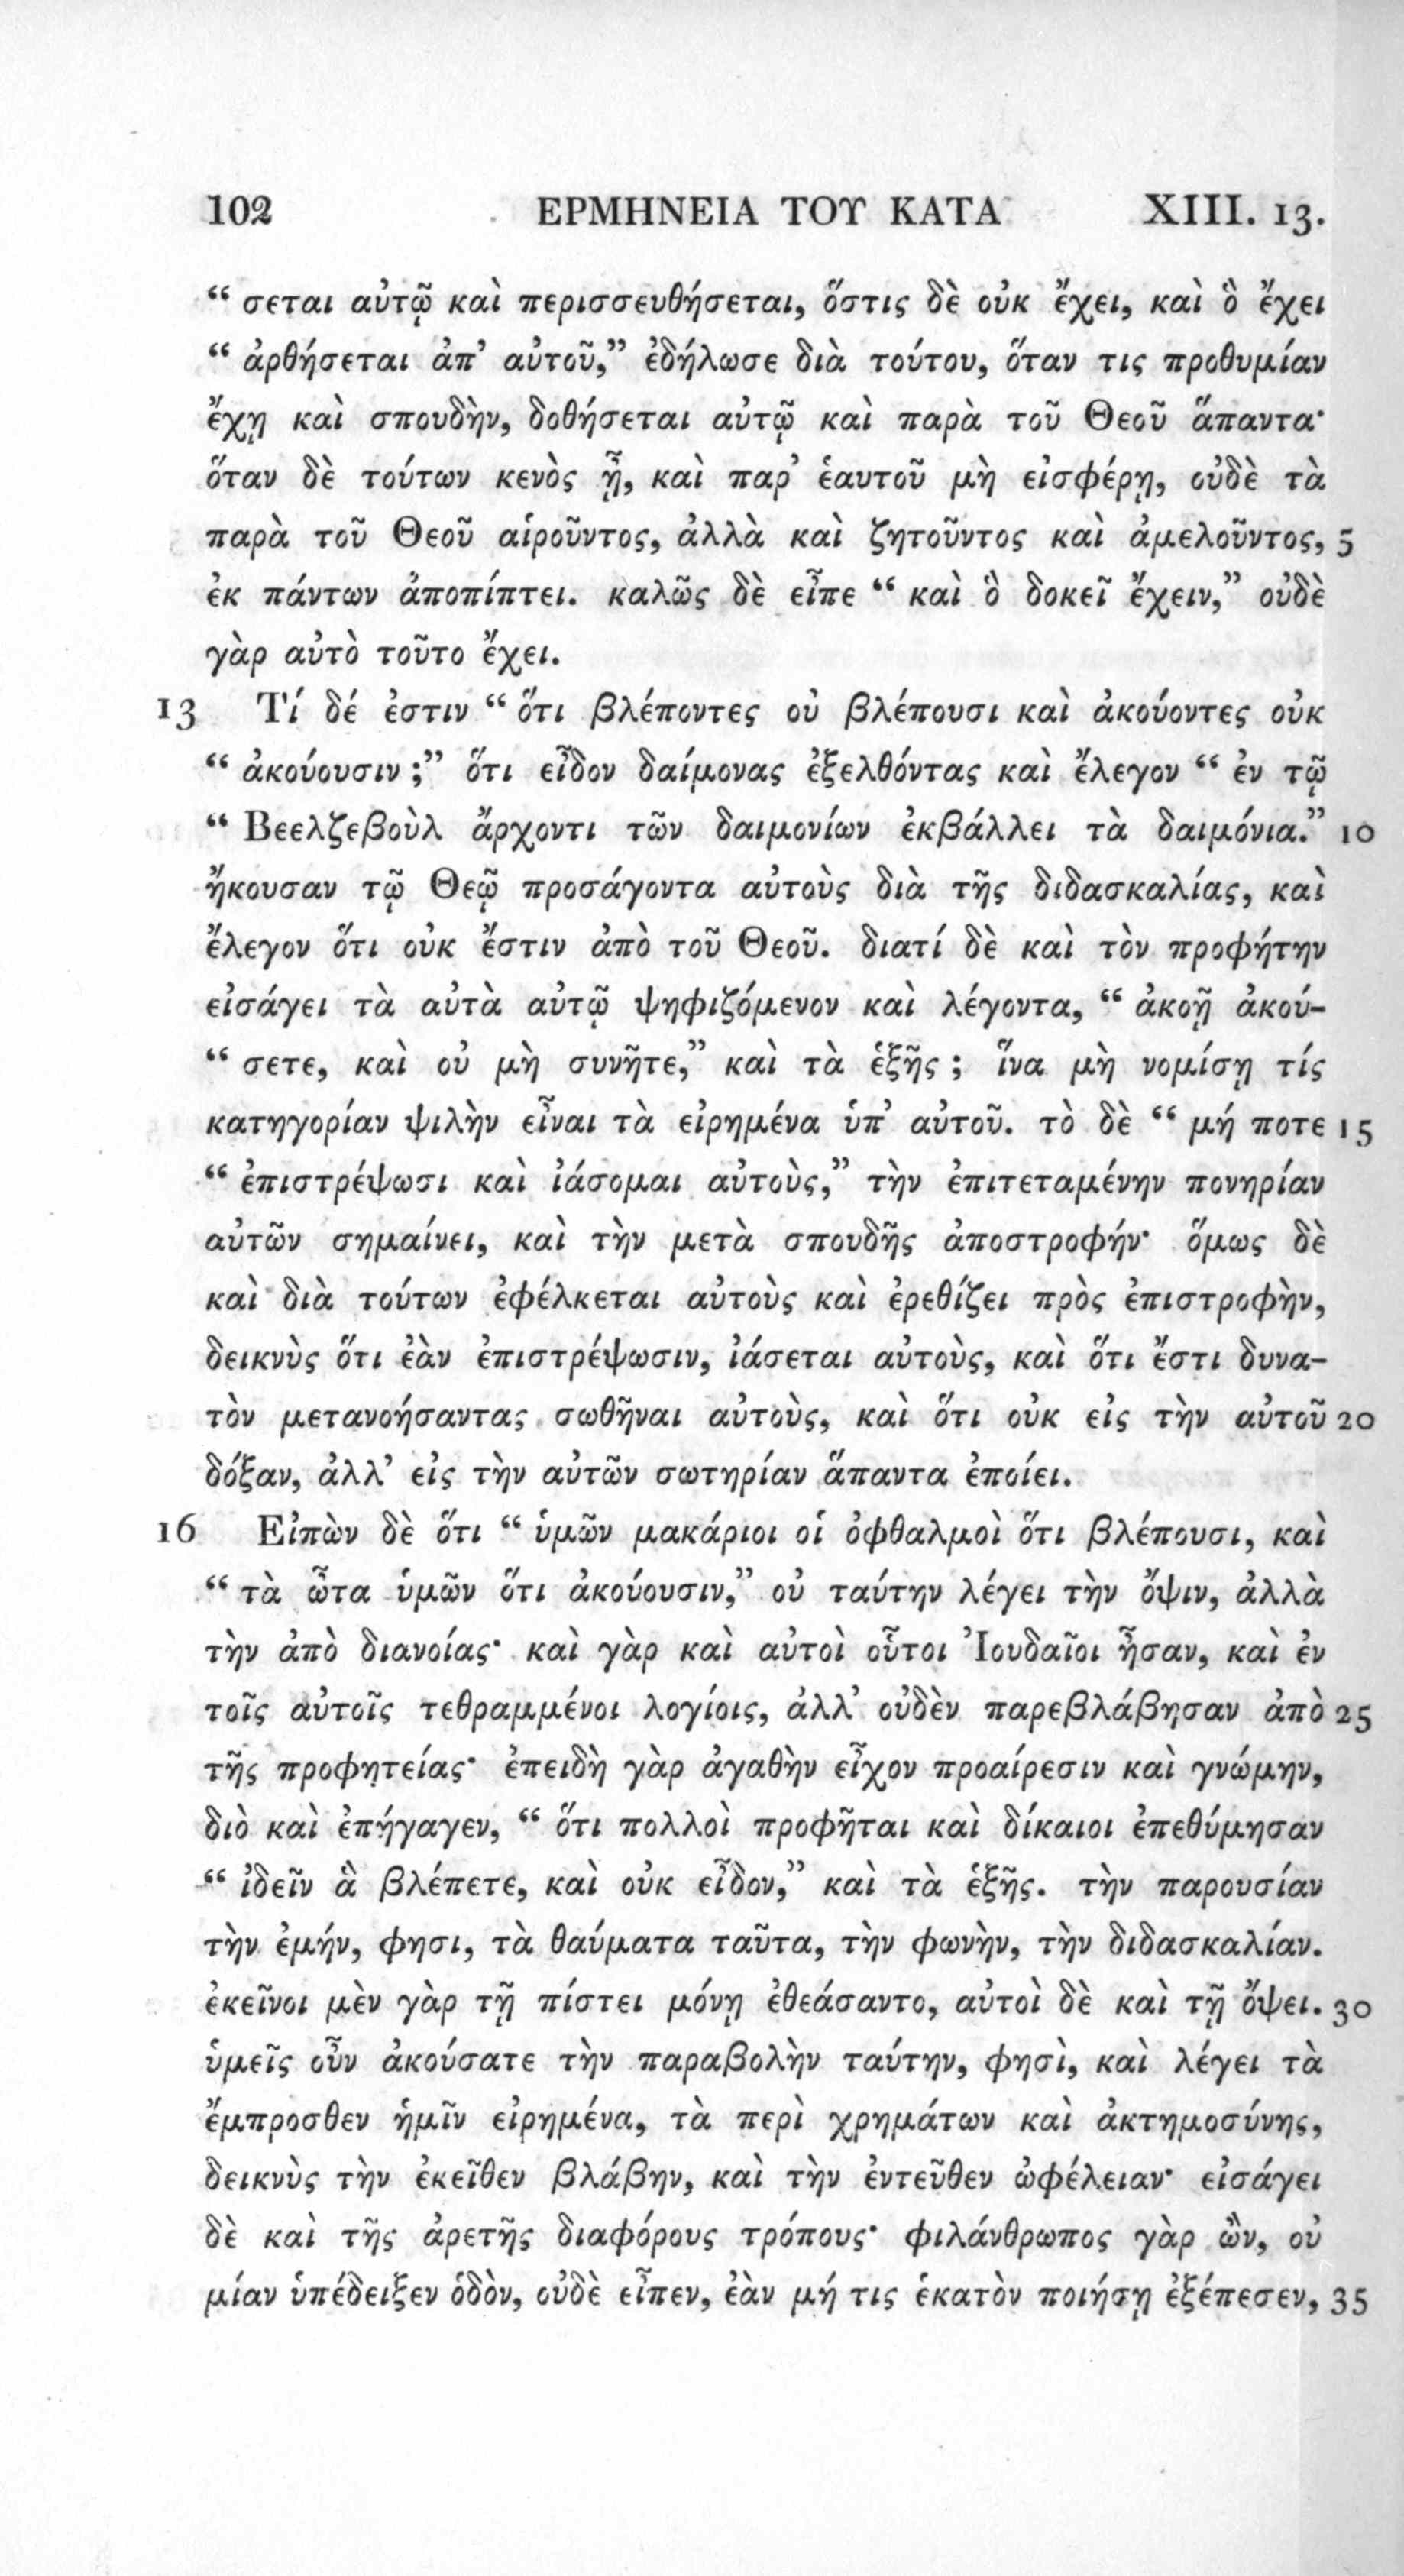 102 ΕΡΜΗΝΕΙΑ ΤΟΥ ΚΑΤΑ XIII. 13.
“ σεται αὐτῷ καὶ περισσευθήσεται, ὅστις δὲ οὐκ ἔχει, καὶ ὃ ἔχει
“ ἀρθήσεται ἀπ’ αὐτοῦ,” ἐδήλωσε διὰ τούτου, ὅταν τις προθυμίαν
ἔχῃ καὶ σπουδὴν, δοθήσεται αὐτῷ καὶ παρὰ τοῦ Θεοῦ ἅπαντα·
ὅταν δὲ τούτων κενὸς ᾖ, καὶ παρ’ ἑαυτοῦ μὴ εἰσφέρῃ, οὐδὲ τὰ
παρὰ τοῦ Θεοῦ αἱροῦντος, ἀλλὰ καὶ ζητοῦντος καὶ ἀμελοῦντος, 5
ἐκ πάντων ἀποπίπτει. καλῶς δὲ εἶπε “ καὶ ὃ δοκεῖ ἔχειν,” οὐδὲ
γὰρ αὐτὸ τοῦτο ἔχει.
13 Τί δέ ἐστιν “ ὅτι βλέποντες οὐ βλέπουσι καὶ ἀκούοντες οὐκ
“ ἀκούουσιν ;” ὅτι εἶδον δαίμονας ἐξελθόντας καὶ ἔλεγον “ ἐν τῷ
“ Βεελζεβοὺλ ἄρχοντι τῶν δαιμονίων ἐκβάλλει τὰ δαιμόνια.” 10
ἤκουσαν τῷ Θεῷ προσάγοντα αὐτοὺς διὰ τῆς διδασκαλίας, καὶ
ἔλεγον ὅτι οὐκ ἔστιν ἀπὸ τοῦ Θεοῦ. διατί δὲ καὶ τὸν προφήτην
εἰσάγει τὰ αὐτὰ αὐτῷ ψηφιζόμενον καὶ λέγοντα, “ ἀκοῇ ἀκού-
“ σετε, καὶ οὐ μὴ συνῆτε,” καὶ τὰ ἑξῆς ; ἵνα μὴ νομίσῃ τίς
κατηγορίαν ψιλὴν εἶναι τὰ εἰρημένα ὑπ’ αὐτοῦ. τὸ δὲ “ μή ποτε 15
“ ἐπιστρέψωσι καὶ ἰάσομαι αὐτοὺς,” τὴν ἐπιτεταμένην πονηρίαν
αὐτῶν σημαίνει, καὶ τὴν μετὰ σπουδῆς ἀποστροφήν· ὅμως δὲ
καὶ διὰ τούτων ἐφέλκεται αὐτοὺς καὶ ἐρεθίζει πρὸς ἐπιστροφὴν,
δεικνὺς ὅτι ἐὰν ἐπιστρέψωσιν, ἰάσεται αὐτοὺς, καὶ ὅτι ἔστι δυνα-
τὸν μετανοήσαντας σωθῆναι αὐτοὺς, καὶ ὅτι οὐκ εἰς τὴν αὐτοῦ 20
δόξαν, ἀλλ’ εἰς τὴν αὐτῶν σωτηρίαν ἅπαντα ἐποίει.
16 Εἰπὼν δὲ ὅτι “ ὑμῶν μακάριοι οἱ ὀφθαλμοὶ ὅτι βλέπουσι, καὶ
“ τὰ ὦτα ὑμῶν ὅτι ἀκούουσιν,” οὐ ταύτην λέγει τὴν ὄψιν, ἀλλὰ
τὴν ἀπὸ διανοίας· καὶ γὰρ καὶ αὐτοὶ οὗτοι Ἰουδαῖοι ἦσαν, καὶ ἐν
τοῖς αὐτοῖς τεθραμμένοι λογίοις, ἀλλ’ οὐδὲν παρεβλάβησαν ἀπὸ 25
τῆς προφητείας· ἐπειδὴ γὰρ ἀγαθὴν εἶχον προαίρεσιν καὶ γνώμην,
διὸ καὶ ἐπήγαγεν, “ ὅτι πολλοὶ προφῆται καὶ δίκαιοι ἐπεθύμησαν
“ ἰδεῖν ἃ βλέπετε, καὶ οὐκ εἶδον,” καὶ τὰ ἑξῆς. τὴν παρουσίαν
τὴν ἐμήν, φησι, τὰ θαύματα ταῦτα, τὴν φωνὴν, τὴν διδασκαλίαν.
ἐκεῖνοι μὲν γὰρ τῇ πίστει μόνῃ ἐθεάσαντο, αὐτοὶ δὲ καὶ τῇ ὄψει. 30
ὑμεῖς οὖν ἀκούσατε τὴν παραβολὴν ταύτην, φησὶ, καὶ λέγει τὰ
ἔμπροσθεν ἡμῖν εἰρημένα, τὰ περὶ χρημάτων καὶ ἀκτημοσύνης,
δεικνὺς τὴν ἐκεῖθεν βλάβην, καὶ τὴν ἐντεῦθεν ὠφέλειαν· εἰσάγει
δὲ καὶ τῆς ἀρετῆς διαφόρους τρόπους· φιλάνθρωπος γὰρ ὢν, οὐ
μίαν ὑπέδειξεν ὁδὸν, οὐδὲ εἶπεν, ἐὰν μή τις ἑκατὸν ποιήσῃ ἐξέπεσεν, 35